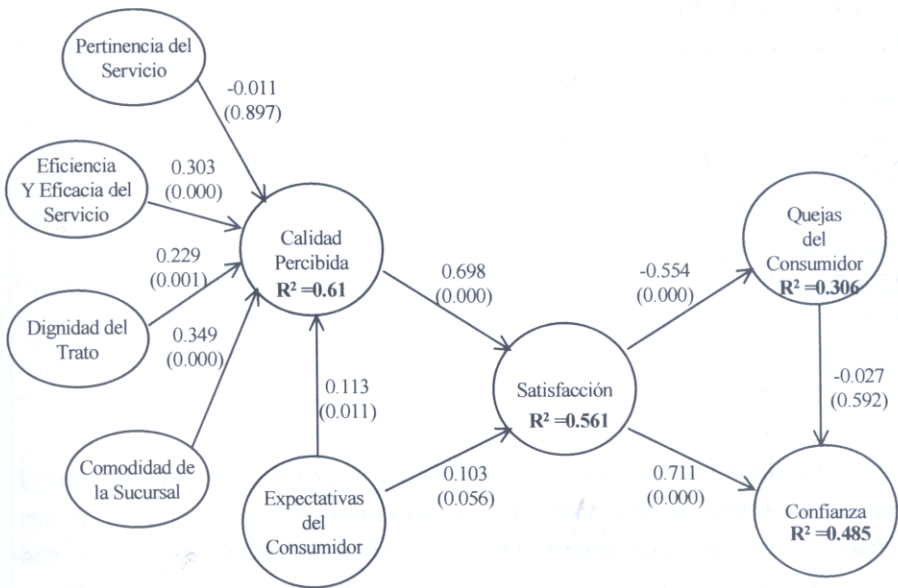 Pertinencia del
Servicio
-0.011
(0.897)
Eficiencia
Y Eficacia del
Servicio
0.303
(0.000)
Calidad
Percibida
R² =0.61
Quejas
del
Consumidor
R² =0.306
0.229
(0.001)
0.698
(0.000)
-0.554
(0.000)
Dignidad del
Trato
0.349
(0.000)
Satisfacción
R² =0.561
-0.027
(0.592)
0.113
(0.011)
Comodidad de
la Sucursal
Expectativas
del
Consumidor
0.103
(0.056)
0.711
(0.000)
Confianza
R² =0.485